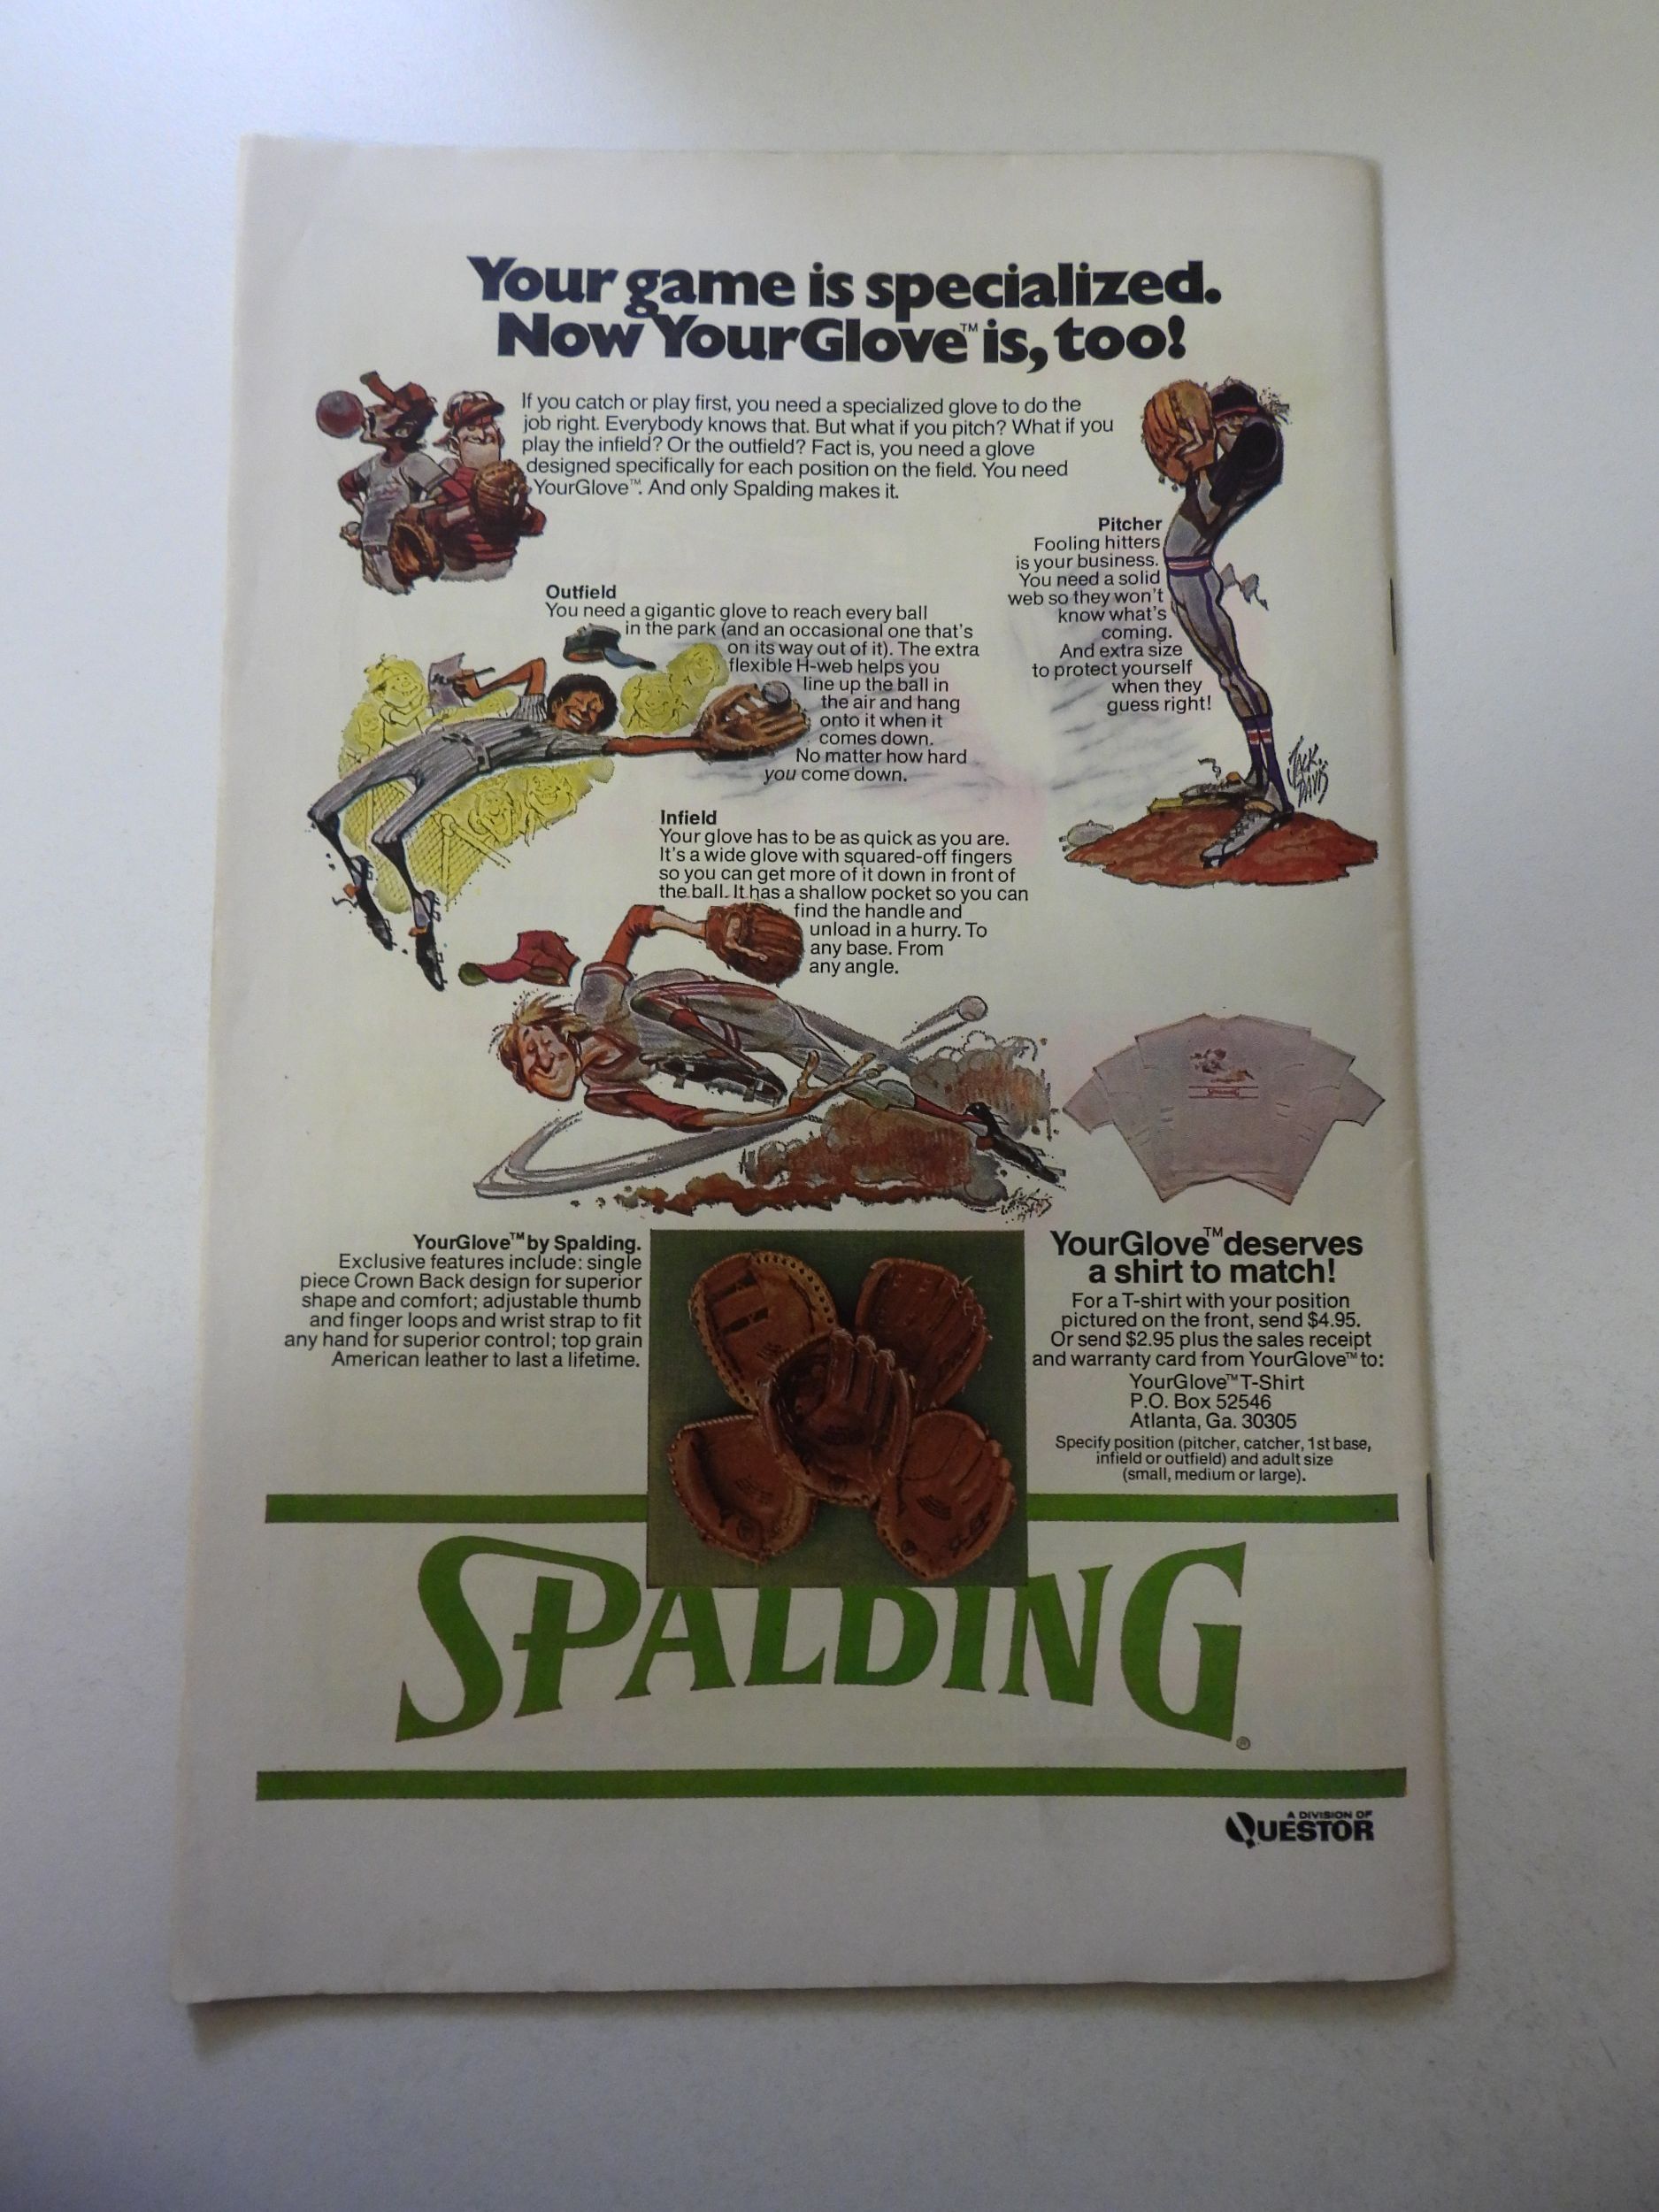 Your game is specialized.
Now YourGlove™ is, too!
If you catch or play first, you need a specialized glove to do the
job right. Everybody knows that. But what if you pitch? What if you
play the infield? Or the outfield? Fact is, you need a glove
designed specifically for each position on the field. You need
YourGlove™. And only Spalding makes it.
Pitcher
Fooling hitters
is your business.
You need a solid
web so they won't
know what's
coming.
And extra size
to protect yourself
when they
guess right!
JACK
DAVIS
Outfield
You need a gigantic glove to reach every ball
in the park (and an occasional one that's
on its way out of it). The extra
flexible H-web helps you
line up the ball in
the air and hang
onto it when it
comes down.
No matter how hard
you come down.
Infield
Your glove has to be as quick as you are.
It's a wide glove with squared-off fingers
so you can get more of it down in front of
the ball. It has a shallow pocket so you can
find the handle and
unload in a hurry. To
any base. From
any angle.
Spalding
YourGlove™ by Spalding.
Exclusive features include: single
piece Crown Back design for superior
shape and comfort; adjustable thumb
and finger loops and wrist strap to fit
any hand for superior control; top grain
American leather to last a lifetime.
YourGlove™ deserves
a shirt to match!
For a T-shirt with your position
pictured on the front, send $4.95.
Or send $2.95 plus the sales receipt
and warranty card from YourGlove™ to:
YourGlove™ T-Shirt
P.O. Box 52546
Atlanta, Ga. 30305
Specify position (pitcher, catcher, 1st base,
infield or outfield) and adult size
(small, medium or large).
SPALDING®
A DIVISION OF
QUESTOR